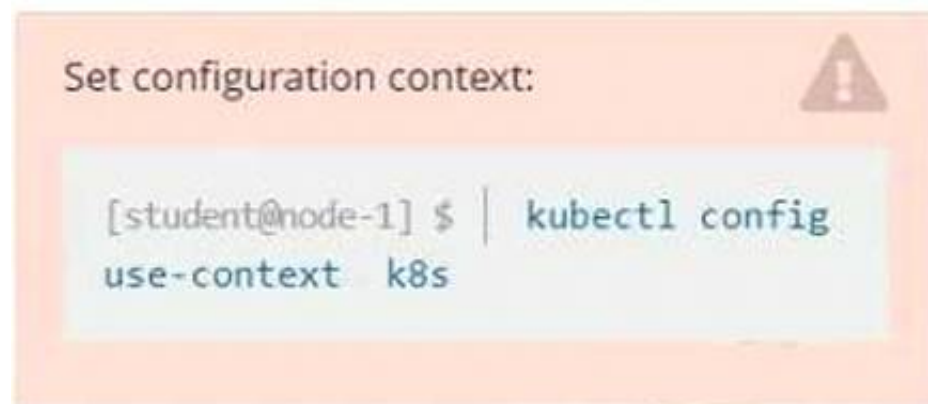 Set configuration context:
[student@node-1] $ | kubectl config
use-context k8s